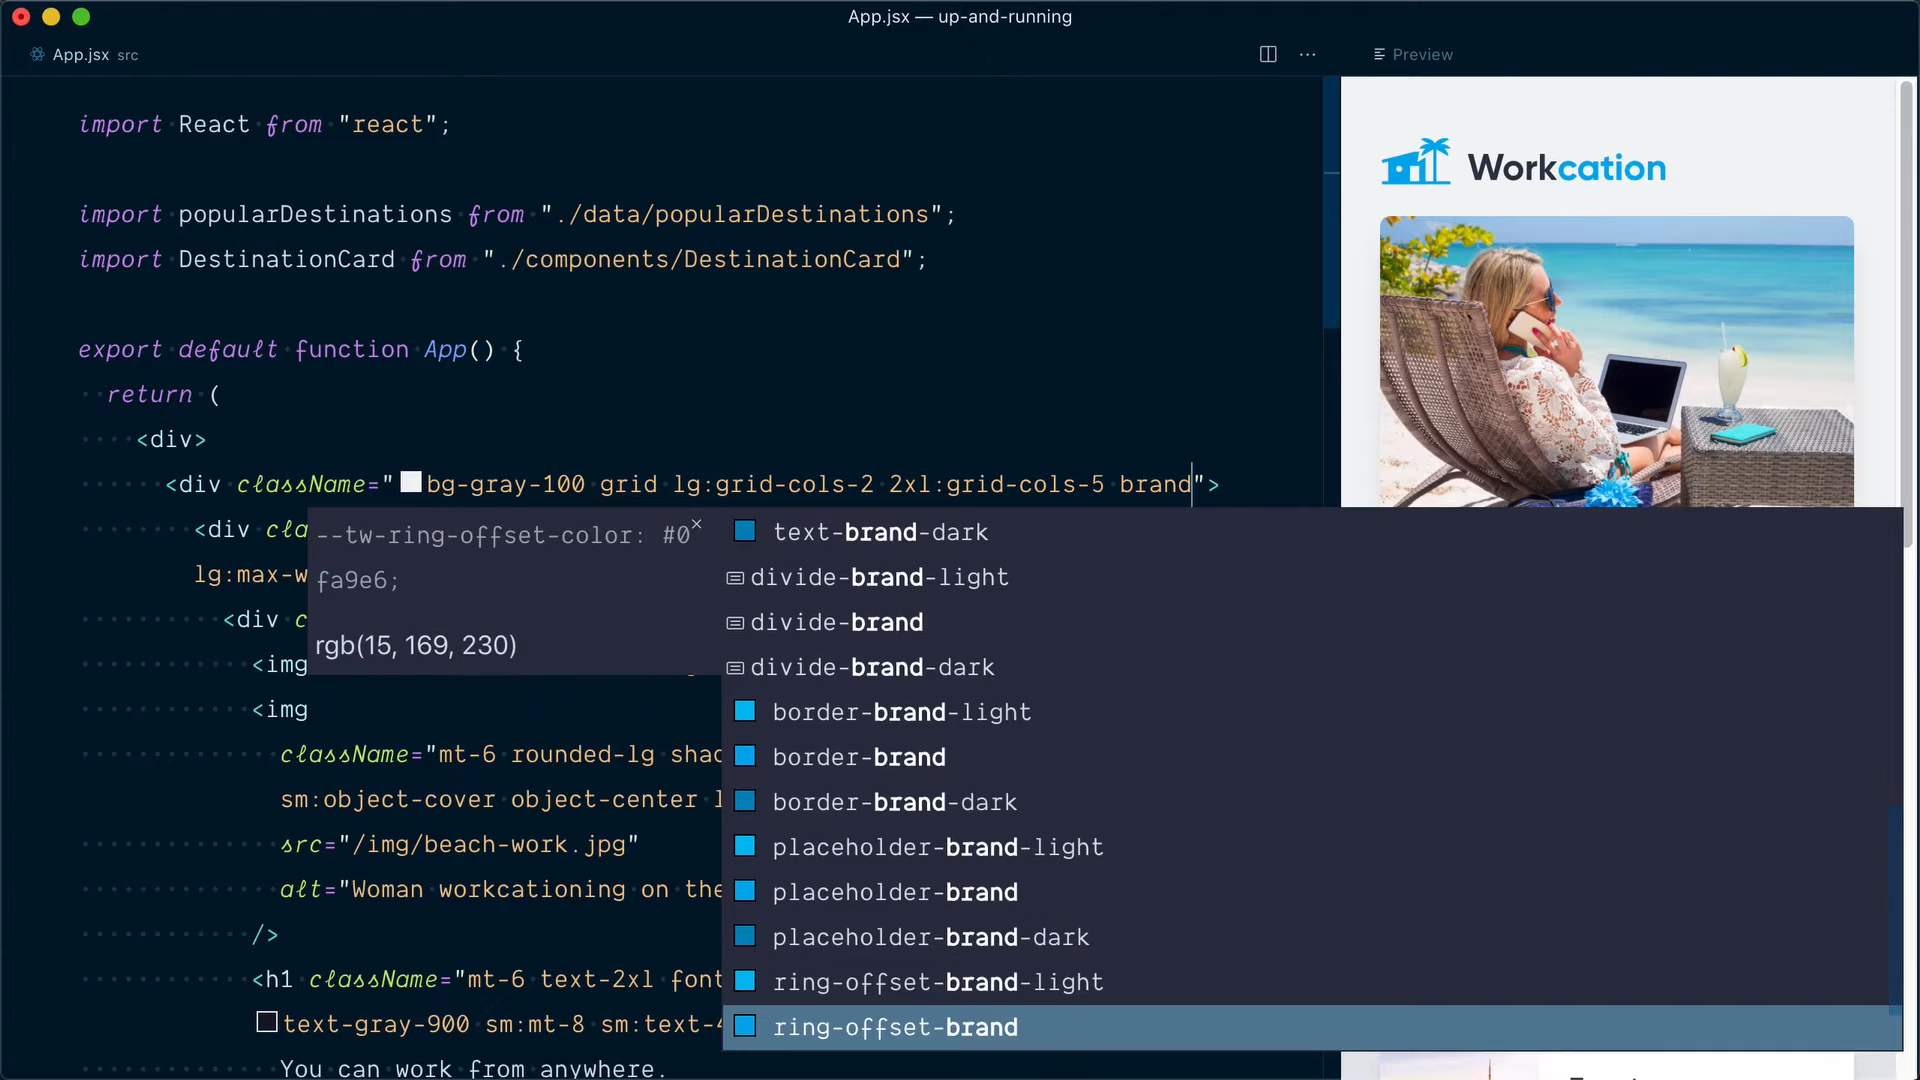 App.jsx — up-and-running
App.jsx src
Preview
import React from "react";
import popularDestinations from "./data/popularDestinations";
import DestinationCard from "./components/DestinationCard";
export default function App() {
return (
<div>
<div className="bg-gray-100 grid lg:grid-cols-2 2xl:grid-cols-5 brand">
<div cla
lg:max-w
<div c
<img
<img
className="mt-6 rounded-lg shad
sm:object-cover object-center l
src="/img/beach-work.jpg"
alt="Woman workcationing on the
/>
<h1 className="mt-6 text-2xl font
text-gray-900 sm:mt-8 sm:text-4
You can work from anywhere.
--tw-ring-offset-color: #0
fa9e6;
rgb(15, 169, 230)
text-brand-dark
divide-brand-light
divide-brand
divide-brand-dark
border-brand-light
border-brand
border-brand-dark
placeholder-brand-light
placeholder-brand
placeholder-brand-dark
ring-offset-brand-light
ring-offset-brand
Workcation